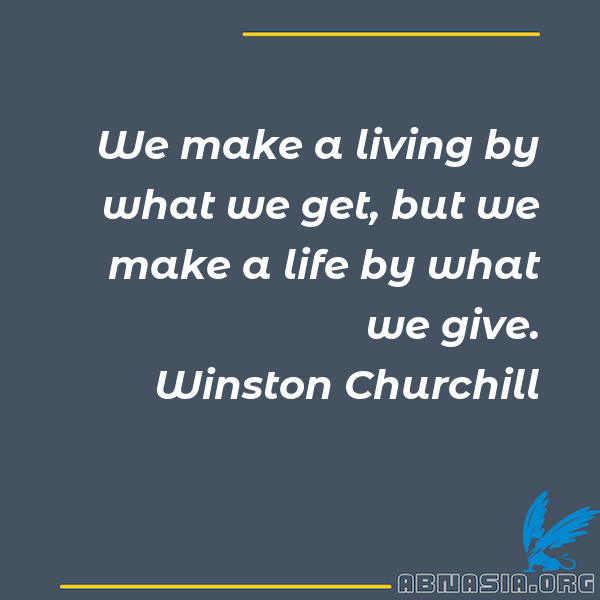 We make a living by
what we get, but we
make a life by what
we give.
Winston Churchill
ABNASIA.ORG